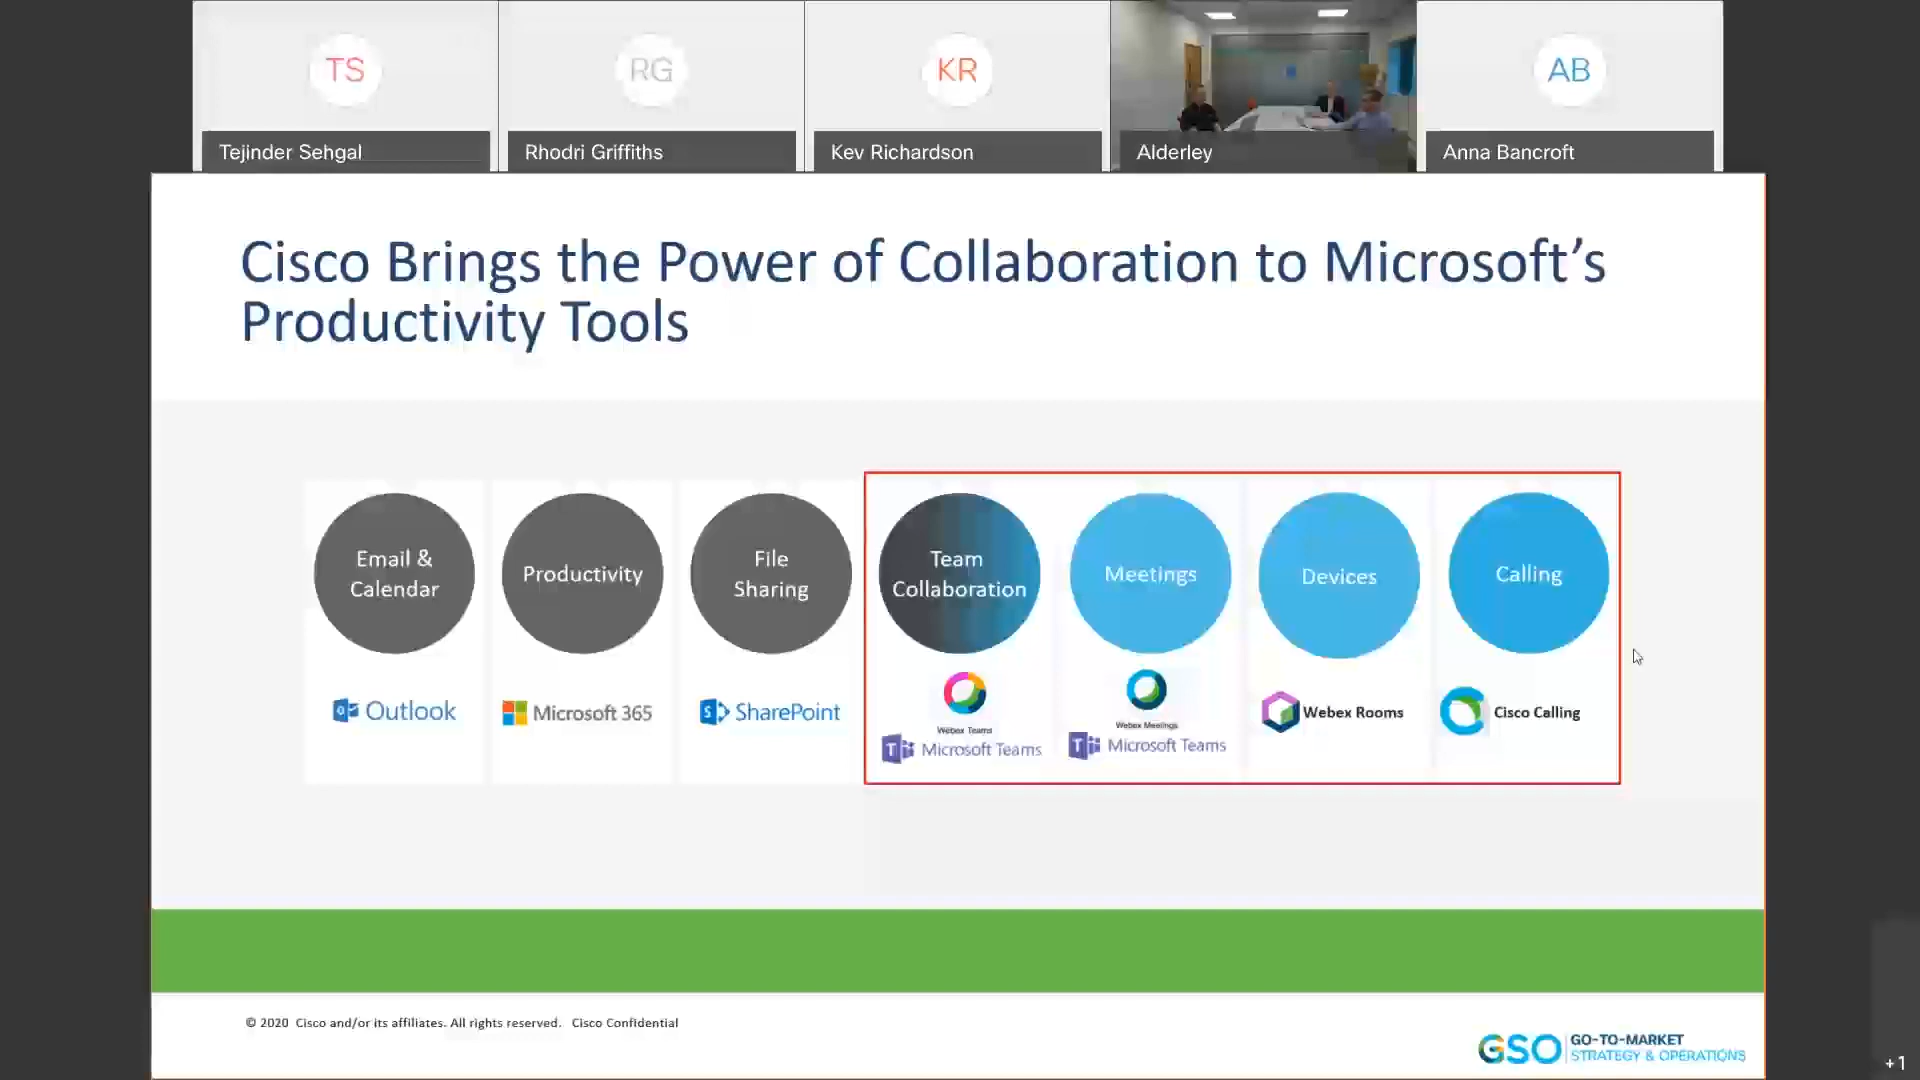 TS
RG
KR
AB
Tejinder Sehgal
Rhodri Griffiths
Kev Richardson
Alderley
Anna Bancroft
Cisco Brings the Power of Collaboration to Microsoft's
Productivity Tools
Email &
Calendar
Outlook
Productivity
Microsoft 365
File
Sharing
SharePoint
Team
Collaboration
Webex Teams
Microsoft Teams
Meetings
Webex Meetings
Microsoft Teams
Devices
Webex Rooms
Calling
Cisco Calling
© 2020 Cisco and/or its affiliates. All rights reserved. Cisco Confidential
GSO GO-TO-MARKET
STRATEGY & OPERATIONS
+1